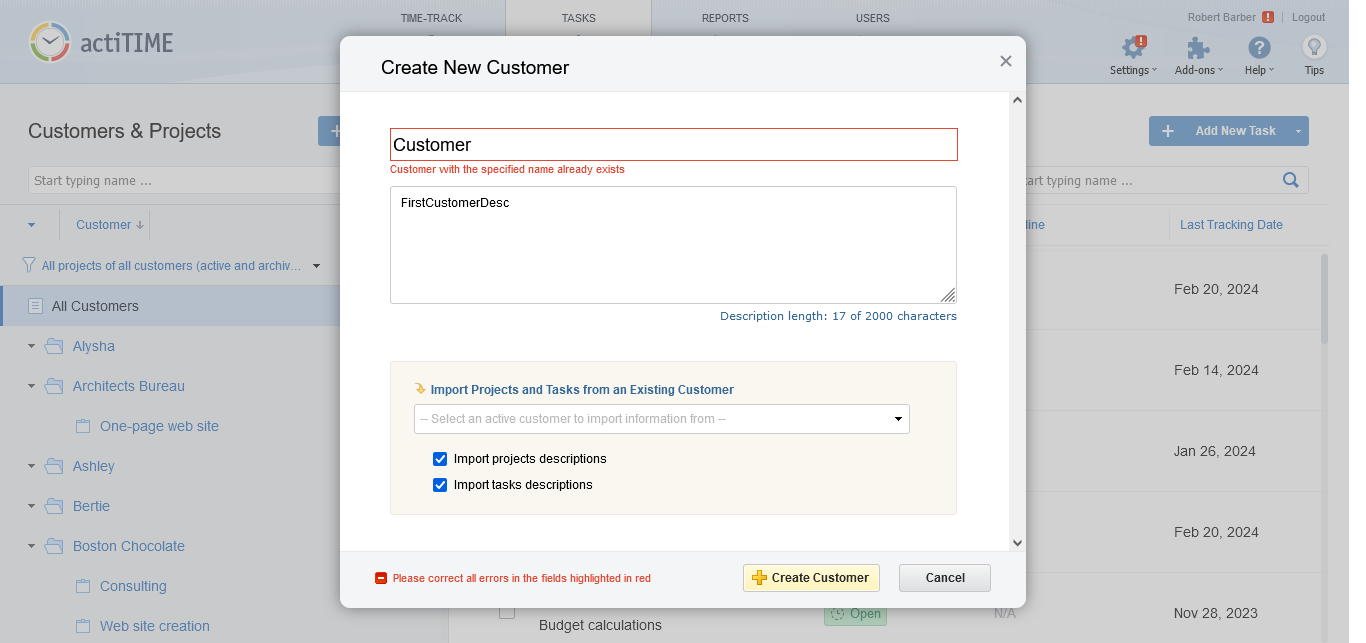 TIME-TRACK
TASKS
REPORTS
USERS
Robert Barber
Logout
actiTIME
Settings
Add-ons
Help
Tips
Create New Customer
Customers & Projects
Add New Task
Customer
Customer with the specified name already exists
Start typing name ...
art typing name ...
FirstCustomerDesc
Customer
line
Last Tracking Date
All projects of all customers (active and archiv...
All Customers
Feb 20, 2024
Description length: 17 of 2000 characters
Alysha
Feb 14, 2024
Architects Bureau
Import Projects and Tasks from an Existing Customer
-- Select an active customer to import information from --
One-page web site
Jan 26, 2024
Import projects descriptions
Ashley
Import tasks descriptions
Bertie
Feb 20, 2024
Boston Chocolate
Please correct all errors in the fields highlighted in red
Create Customer
Cancel
Consulting
Open
N/A
Nov 28, 2023
Web site creation
Budget calculations